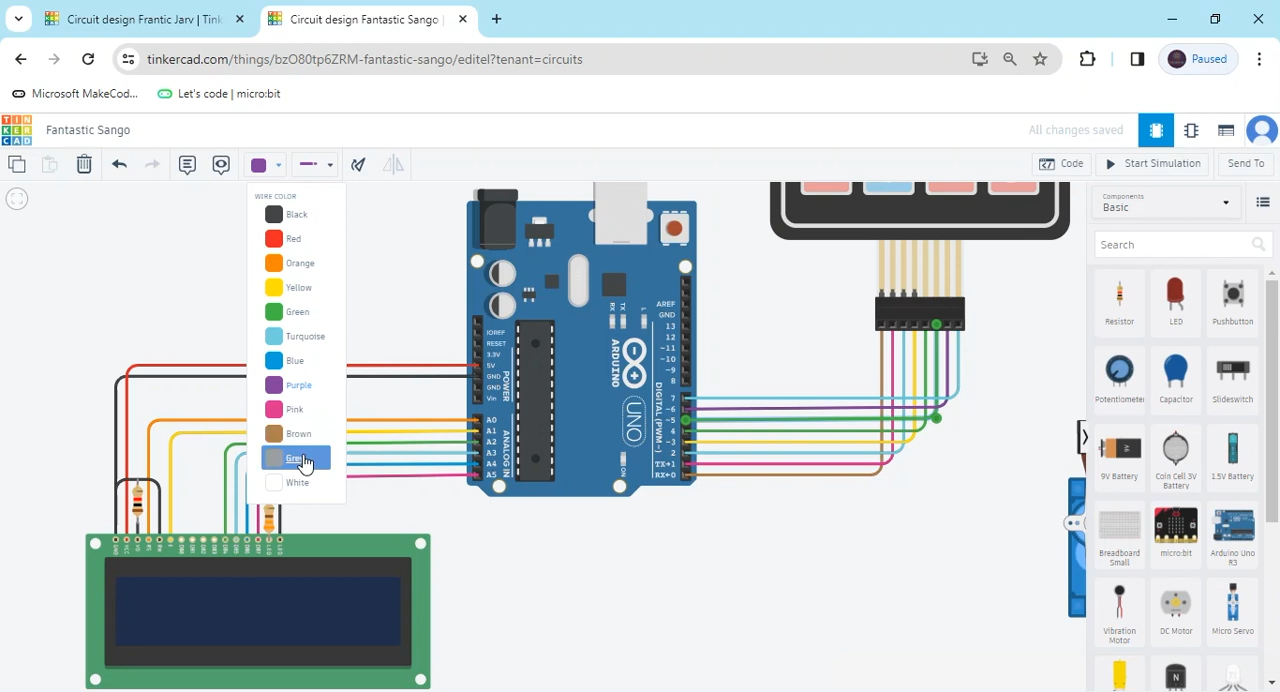 Circuit design Frantic Jarv | Tink
Circuit design Fantastic Sango |
tinkercad.com/things/bzO80tp6ZRM-fantastic-sango/editel?tenant=circuits
Paused
Microsoft MakeCod...
Let's code | micro:bit
TIN
KER
CAD
Fantastic Sango
All changes saved
Code
Start Simulation
Send To
WIRE COLOR
Black
Red
Orange
Yellow
Green
Turquoise
Blue
Purple
Pink
Brown
White
Components
Basic
Search
Resistor
LED
Pushbutton
Potentiometer
Capacitor
Slideswitch
9V Battery
Coin Cell 3V Battery
1.5V Battery
Breadboard Small
micro:bit
Arduino Uno R3
Vibration Motor
DC Motor
Micro Servo
IOREF
RESET
3.3V
5V
GND
GND
Vin
POWER
A0
A1
A2
A3
A4
A5
ANALOG IN
AREF
GND
13
12
~11
~10
~9
8
7
~6
~5
4
~3
2
TX→1
RX←0
DIGITAL (PWM~)
RX
TX
L
ARDUINO
UNO
ON